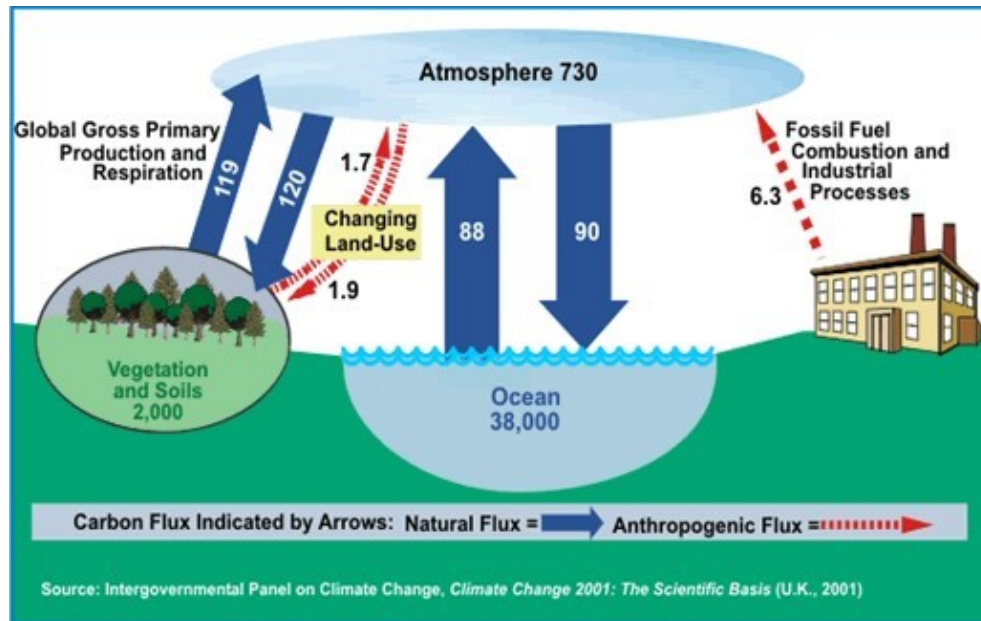 Atmosphere 730
Global Gross Primary
Production and
Respiration
119
120
1.7
Changing
Land-Use
1.9
88
90
6.3
Fossil Fuel
Combustion and
Industrial
Processes
Vegetation
and Soils
2,000
Ocean
38,000
Carbon Flux Indicated by Arrows: Natural Flux = Anthropogenic Flux =
Source: Intergovernmental Panel on Climate Change, Climate Change 2001: The Scientific Basis (U.K., 2001)